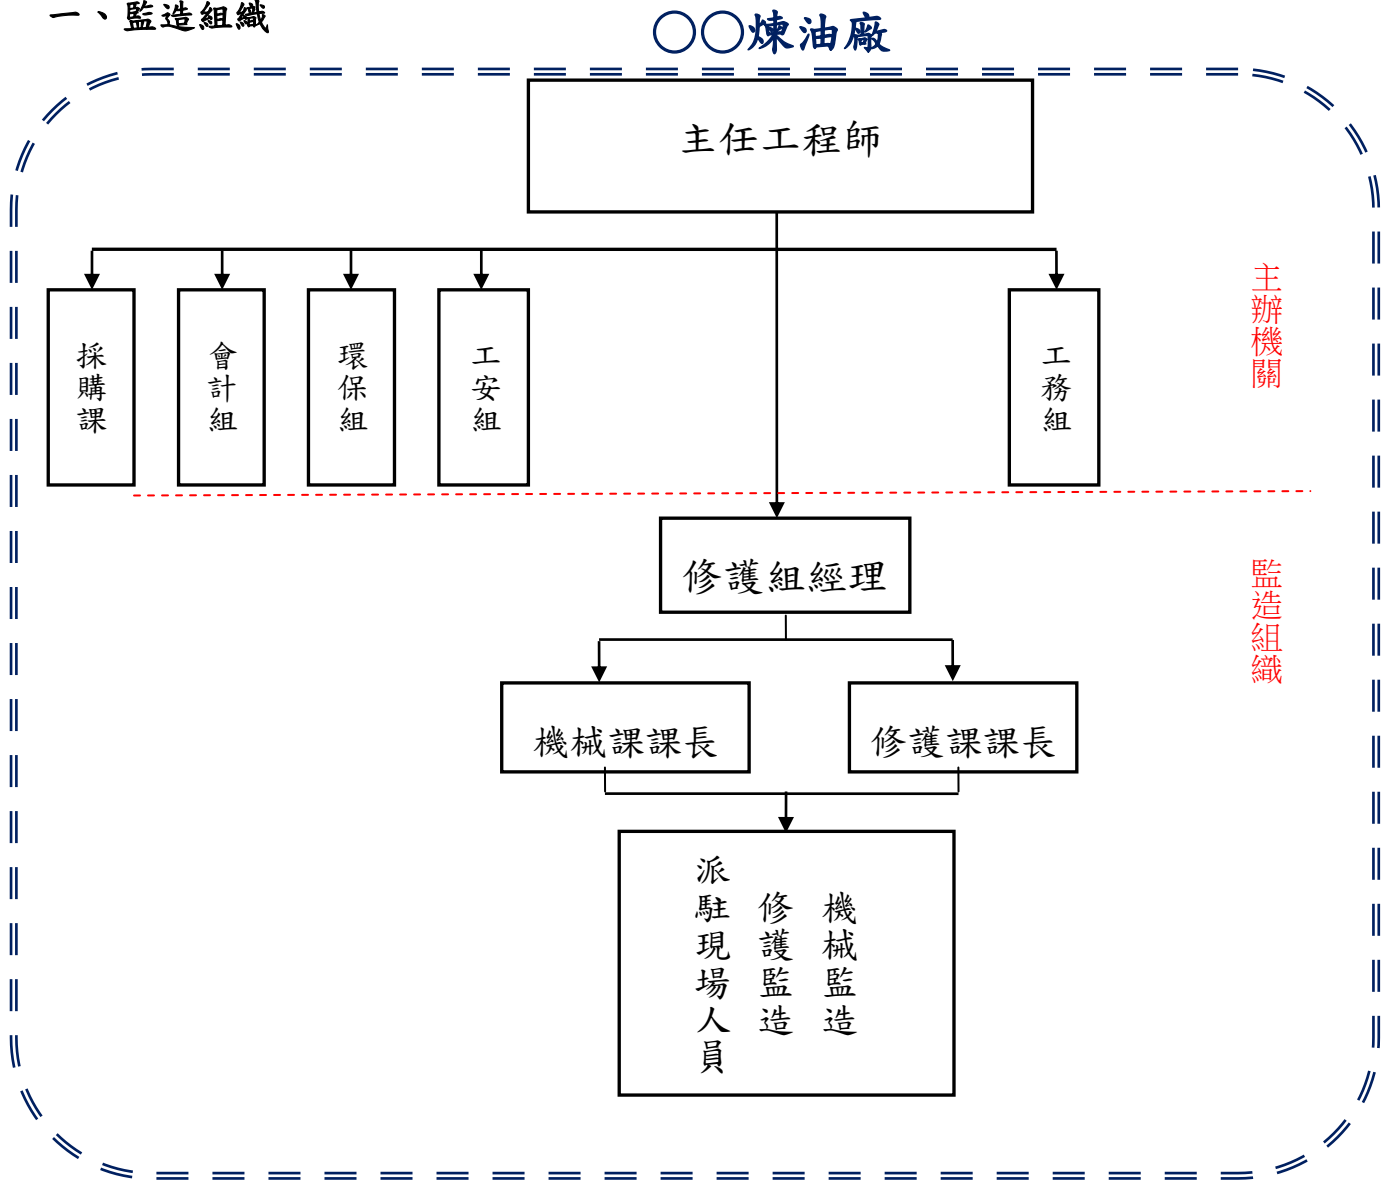 一、監造組織
○○煉油廠
主任工程師
採購課
會計組
環保組
工安組
工務組
主辦機關
修護組經理
監造組織
機械課課長
修護課課長
機械監造
修護監造
派駐現場人員